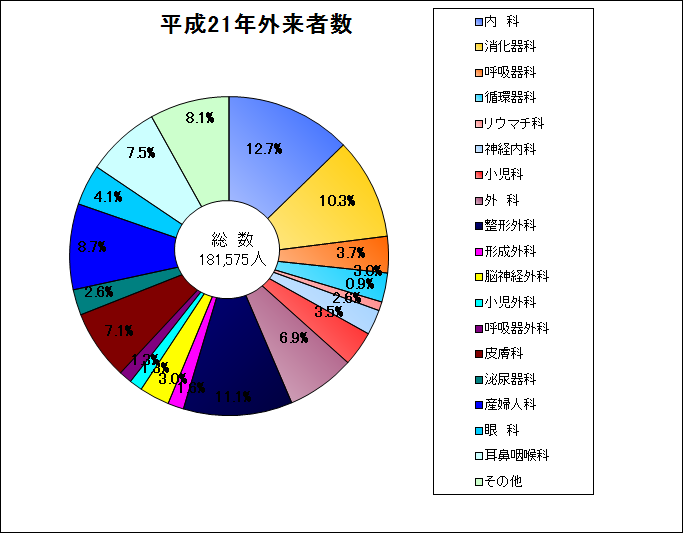 平成21年外来者数
12.7%
10.3%
3.7%
3.0%
0.9%
2.6%
3.5%
6.9%
11.1%
3.0%
1.3%
7.1%
2.6%
8.7%
4.1%
7.5%
8.1%
総 数
181,575人
内 科
消化器科
呼吸器科
循環器科
リウマチ科
神経内科
小児科
外 科
整形外科
形成外科
脳神経外科
小児外科
呼吸器外科
皮膚科
泌尿器科
産婦人科
眼 科
耳鼻咽喉科
その他